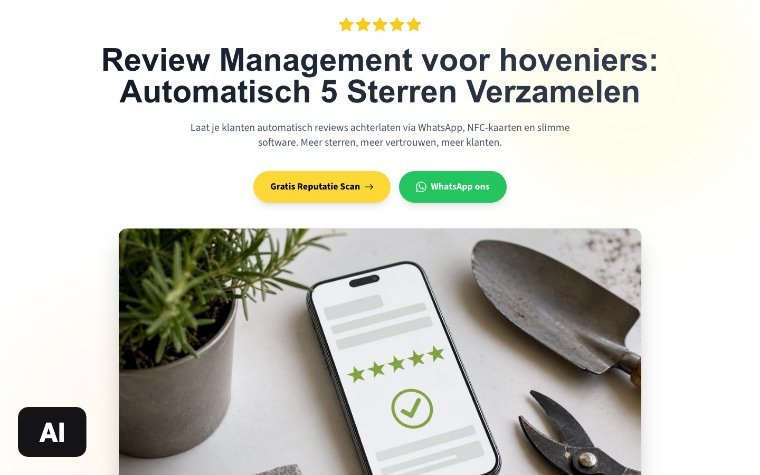 Review Management voor hoveniers:
Automatisch 5 Sterren Verzamelen
Laat je klanten automatisch reviews achterlaten via WhatsApp, NFC-kaarten en slimme
software. Meer sterren, meer vertrouwen, meer klanten.
Gratis Reputatie Scan →
WhatsApp ons
AI